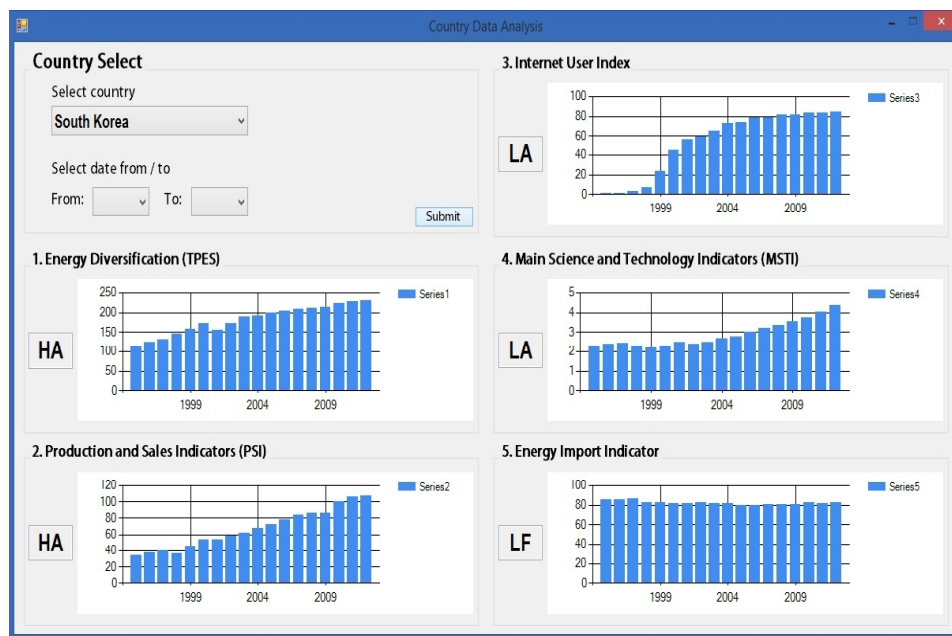 Country Data Analysis
Country Select
Select country
South Korea
Select date from / to
From:
To:
Submit
1. Energy Diversification (TPES)
HA
250
200
150
100
50
0
1999
2004
2009
Series1
2. Production and Sales Indicators (PSI)
HA
120
100
80
60
40
20
0
1999
2004
2009
Series2
3. Internet User Index
LA
100
80
60
40
20
0
1999
2004
2009
Series3
4. Main Science and Technology Indicators (MSTI)
LA
5
4
3
2
1
0
1999
2004
2009
Series4
5. Energy Import Indicator
LF
100
80
60
40
20
0
1999
2004
2009
Series5